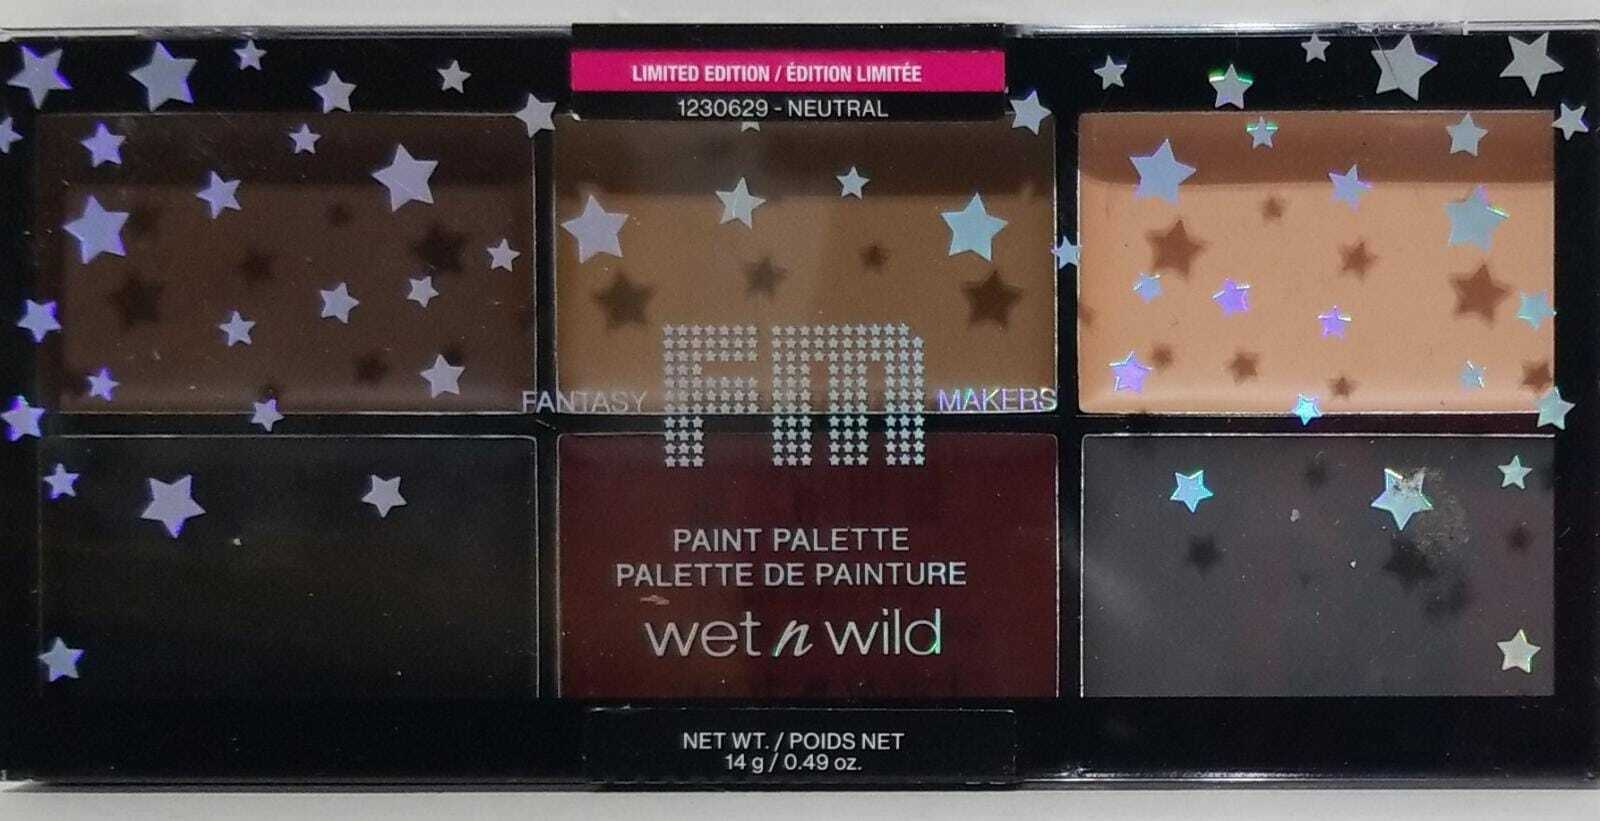 LIMITED EDITION / ÉDITION LIMITÉE
1230629 - NEUTRAL
FM
FANTASY MAKERS
PAINT PALETTE
PALETTE DE PAINTURE
wet n wild
NET WT. / POIDS NET
14 g / 0.49 oz.